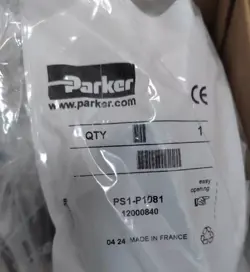 Parker
www.parker.com
CE
QTY 1
easy
opening
PS1-P1081
12000840
04 24 MADE IN FRANCE